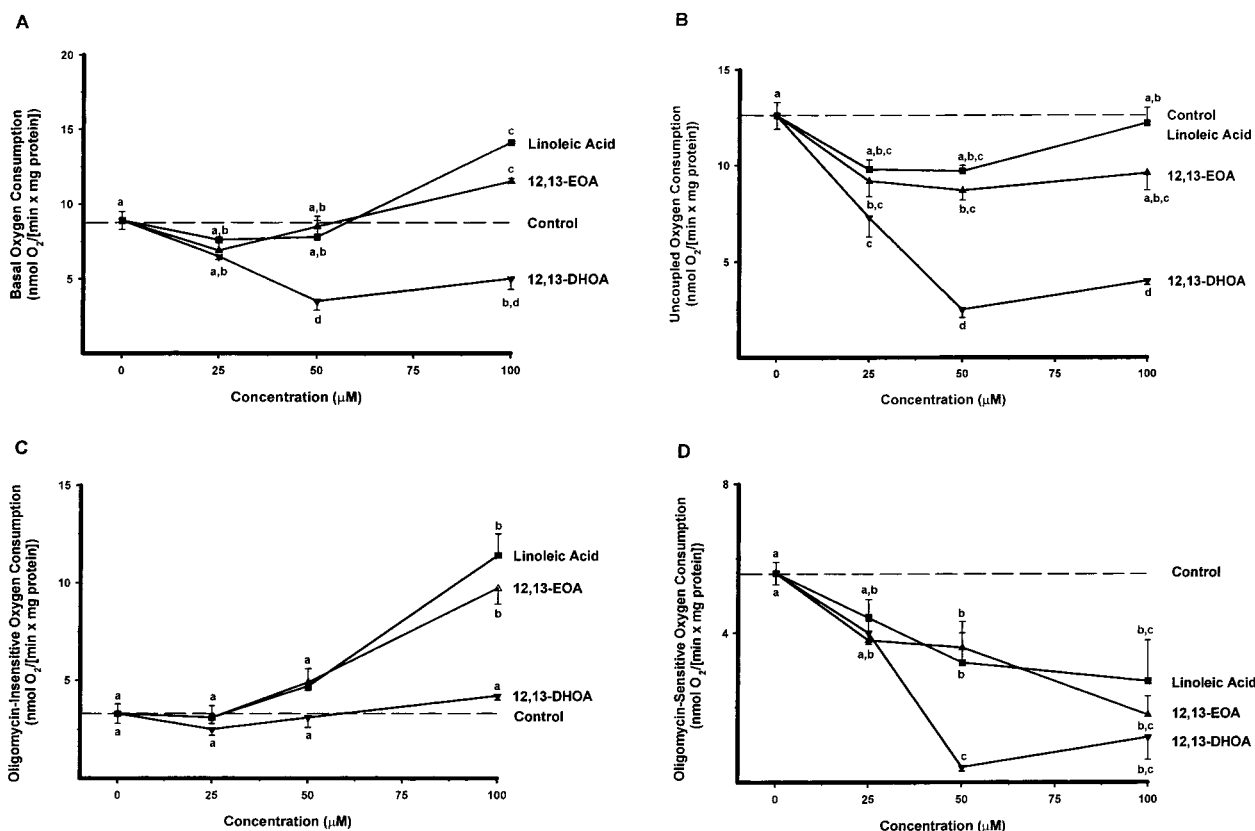 A
Basal Oxygen Consumption
(nmol O₂/[min x mg protein])
20
15
10
5
a
a,b
a,b
a,b
a,b
c
c
d
b,d
Linoleic Acid
12,13-EOA
Control
12,13-DHOA
0
25
50
75
100
Concentration (μM)
B
Uncoupled Oxygen Consumption
(nmol O₂/[min x mg protein])
15
10
5
a
a,b,c
a,b,c
a,b
b,c
b,c
a,b,c
c
d
d
Control
Linoleic Acid
12,13-EOA
12,13-DHOA
0
25
50
75
100
Concentration (μM)
C
Oligomycin-Insensitive Oxygen Consumption
(nmol O₂/[min x mg protein])
15
10
5
a
a
a
b
b
a
a
a
a
Linoleic Acid
12,13-EOA
12,13-DHOA
Control
0
25
50
75
100
Concentration (μM)
D
Oligomycin-Sensitive Oxygen Consumption
(nmol O₂/[min x mg protein])
8
4
a
a
a,b
a,b
b
b
c
b,c
b,c
b,c
Control
Linoleic Acid
12,13-EOA
12,13-DHOA
0
25
50
75
100
Concentration (μM)